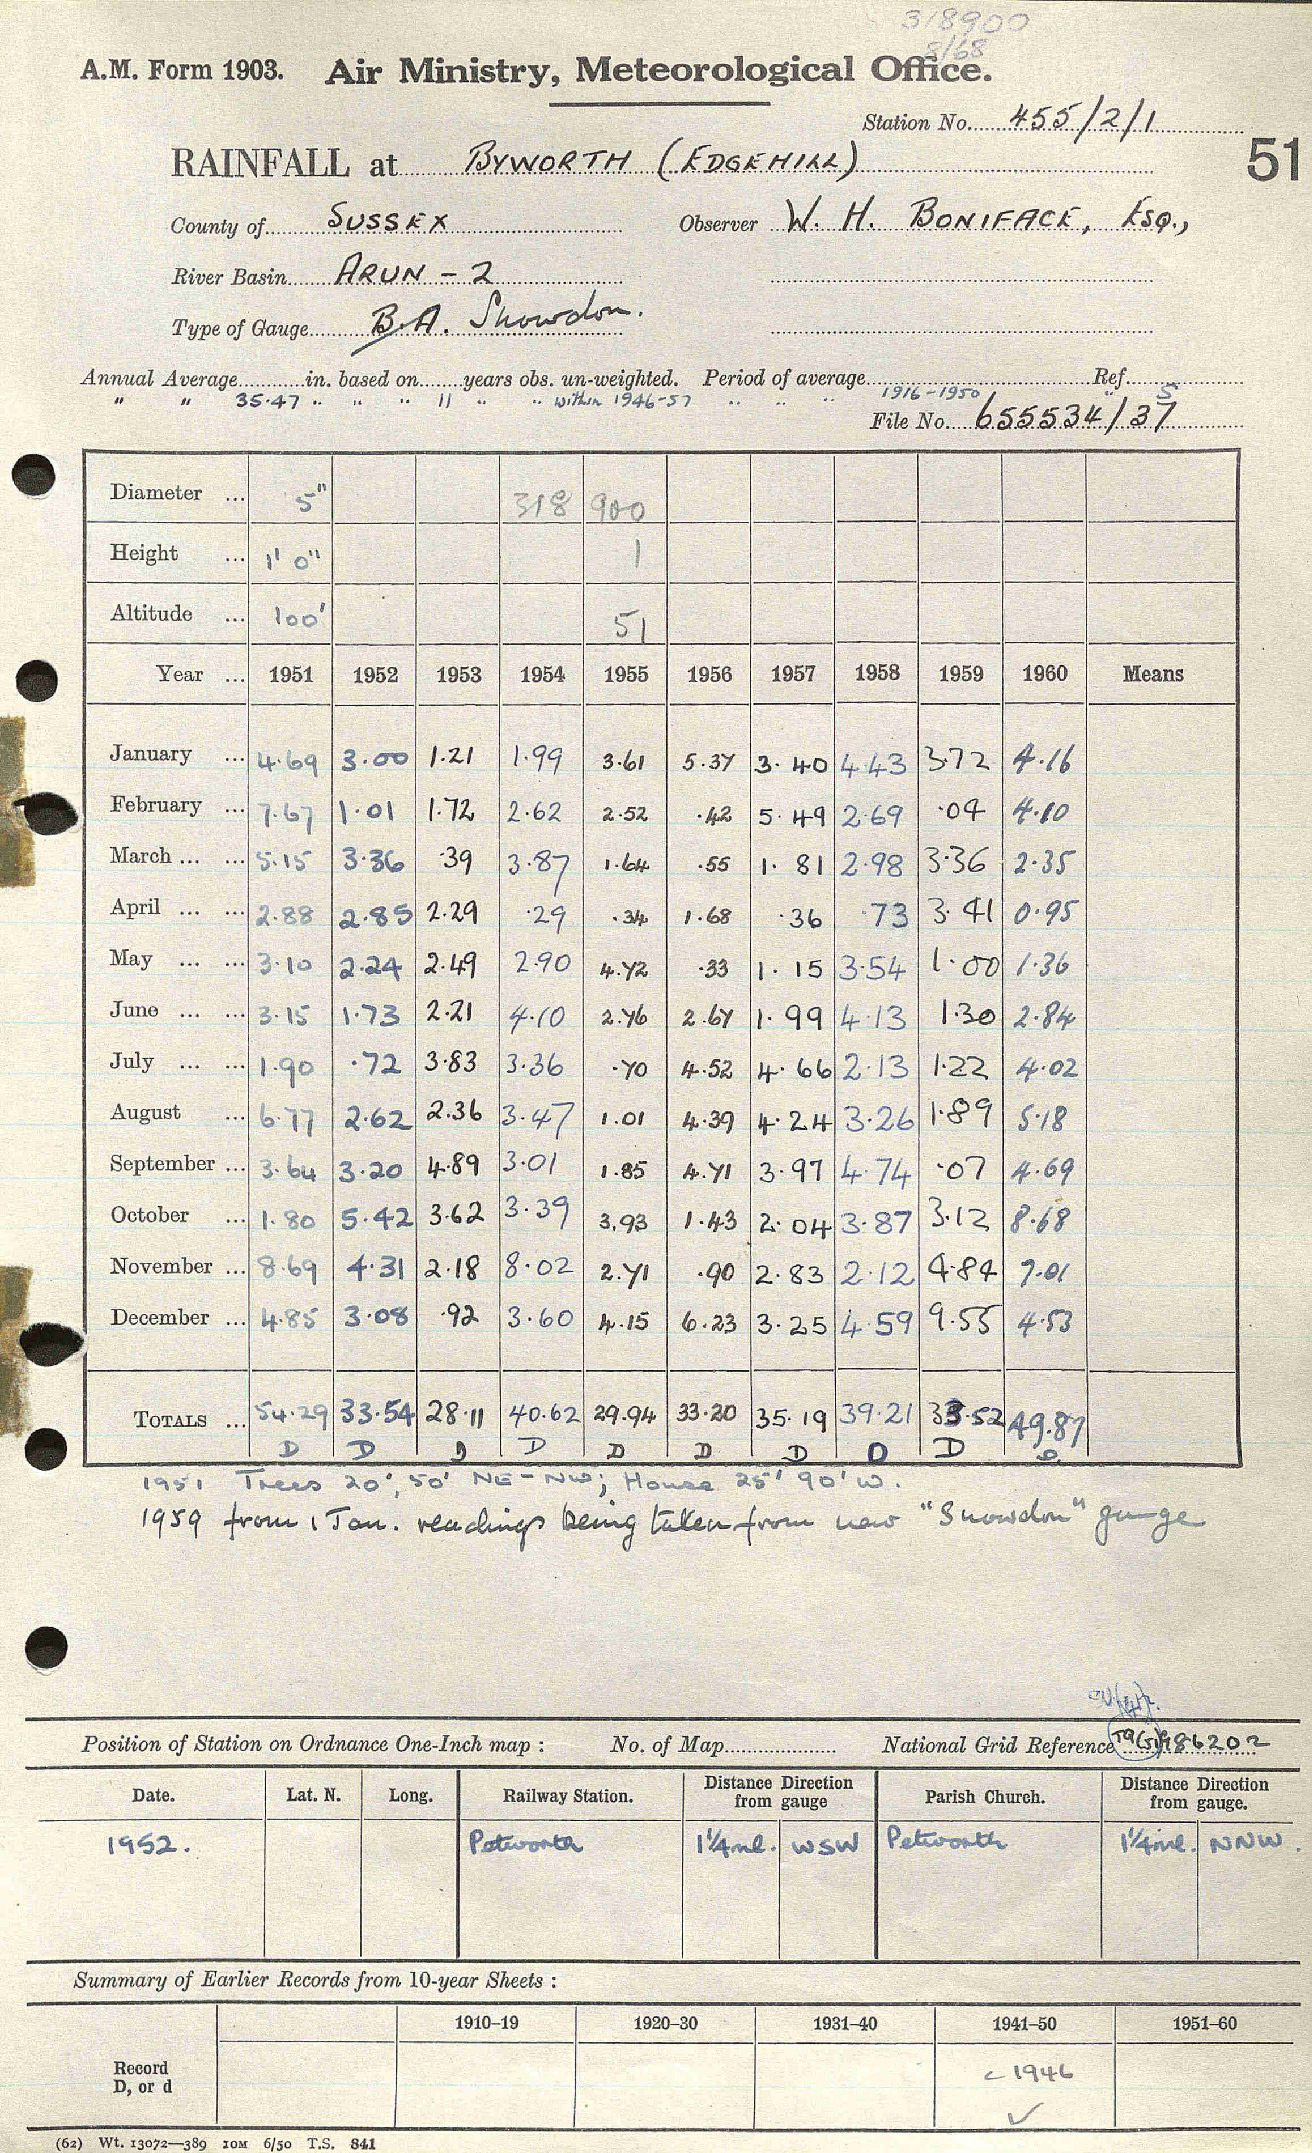 318900
8/68
A.M. Form 1903. Air Ministry, Meteorological Office.
Station No. 455/2/1
51
RAINFALL at BYWORTH (EDGEHILL)
County of SUSSEX Observer W. H. BONIFACE, ESQ.,
River Basin ARUN - 2
Type of Gauge B.A. Snowdon.
Annual Average in. based on years obs. un-weighted. Period of average Ref.
" " 35.47 " " " 11 " " within 1946-57 " " " 1916-1950 " 5
File No. 655534/37
Diameter ... 5" 318 900
Height ... 1' 0" 1
Altitude ... 100' 51
Year ... 1951 1952 1953 1954 1955 1956 1957 1958 1959 1960 Means
January ... 4.69 3.00 1.21 1.99 3.61 5.37 3.40 4.43 3.72 4.16
February ... 7.67 1.01 1.72 2.62 2.52 .42 5.49 2.69 .04 4.10
March ... ... 5.15 3.36 .39 3.87 1.64 .55 1.81 2.98 3.36 2.35
April ... ... 2.88 2.85 2.29 .29 .34 1.68 .36 .73 3.41 0.95
May ... ... 3.10 2.24 2.49 2.90 4.72 .33 1.15 3.54 1.00 1.36
June ... ... 3.15 1.73 2.21 4.10 2.76 2.67 1.99 4.13 1.30 2.84
July ... ... 1.90 .72 3.83 3.36 .70 4.52 4.66 2.13 1.22 4.02
August ... 6.77 2.62 2.36 3.47 1.01 4.39 4.24 3.26 1.89 5.18
September ... 3.64 3.20 4.89 3.01 1.85 4.71 3.97 4.74 .07 4.69
October ... 1.80 5.42 3.62 3.39 3.93 1.43 2.04 3.87 3.12 8.68
November ... 8.69 4.31 2.18 8.02 2.71 .90 2.83 2.12 4.84 7.01
December ... 4.85 3.08 .92 3.60 4.15 6.23 3.25 4.59 9.55 4.53
TOTALS ... 54.29 33.54 28.11 40.62 29.94 33.20 35.19 39.21 33.52 49.87
D D D D D D D D D
1951 Trees 20', 50' NE - NW; House 25' 90' W.
1959 from 1 Jan. readings being taken from new "Snowdon" gauge
Position of Station on Ordnance One-Inch map : No. of Map National Grid Reference 986202
Date. Lat. N. Long. Railway Station. Distance Direction from gauge Parish Church. Distance Direction from gauge.
1952. Petworth 1¼ml. WSW Petworth 1¼ml. NNW.
Summary of Earlier Records from 10-year Sheets :
1910–19 1920–30 1931–40 1941–50 1951–60
Record D, or d
c 1946
✓
(62) Wt. 13072—389 10M 6/50 T.S. 841